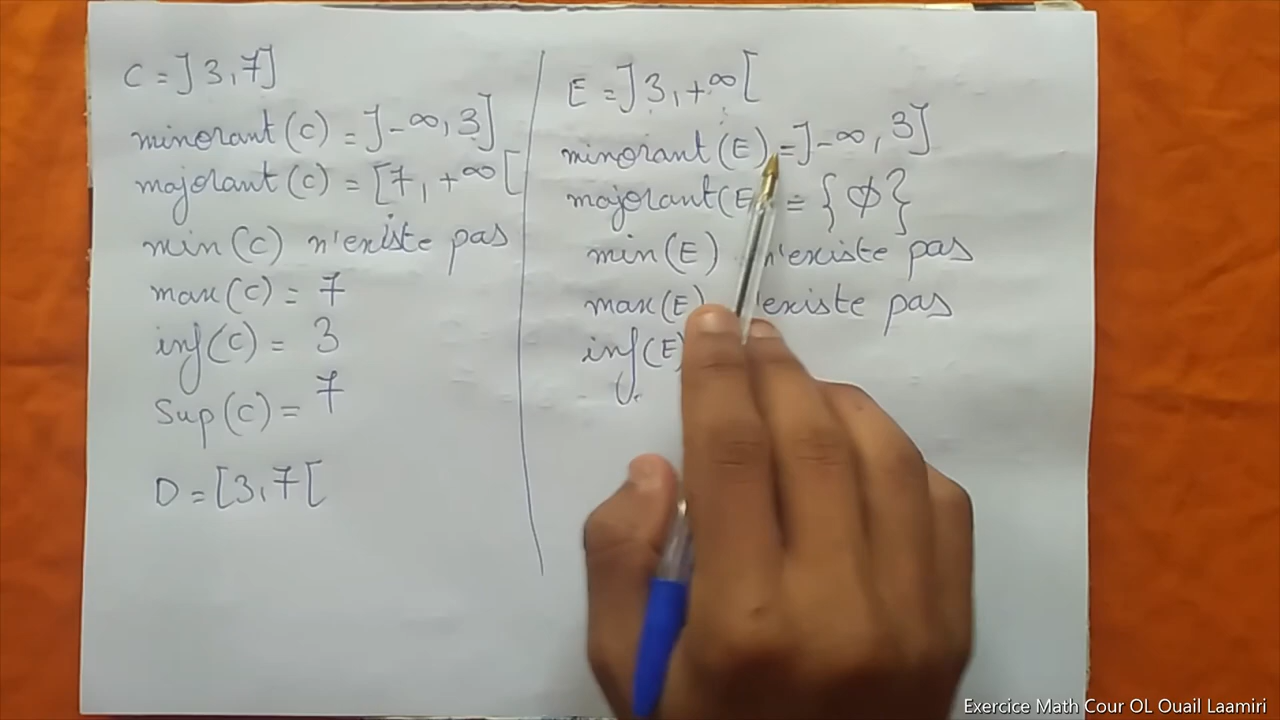 C = ]3, 7]
minorant(C) = ]-∞, 3]
majorant(C) = [7, +∞[
min(C) n'existe pas
max(C) = 7
inf(C) = 3
Sup(C) = 7
D = [3, 7[
E = ]3, +∞[
minorant(E) = ]-∞, 3]
majorant(E = {∅}
min(E) n'existe pas
max(E) 'existe pas
inf(E)
Exercice Math Cour OL Ouail Laamiri